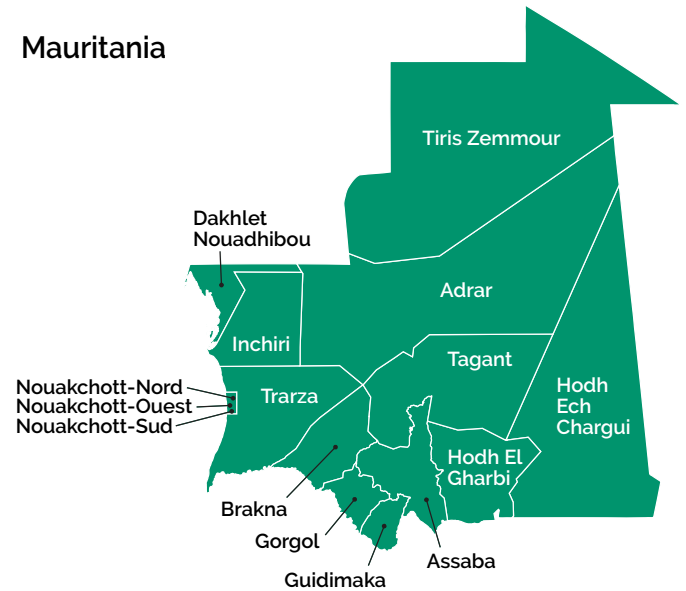 Mauritania
Tiris Zemmour
Dakhlet
Nouadhibou
Adrar
Inchiri
Tagant
Nouakchott-Nord
Nouakchott-Ouest
Nouakchott-Sud
Trarza
Hodh
Ech
Chargui
Hodh El
Gharbi
Brakna
Gorgol
Assaba
Guidimaka